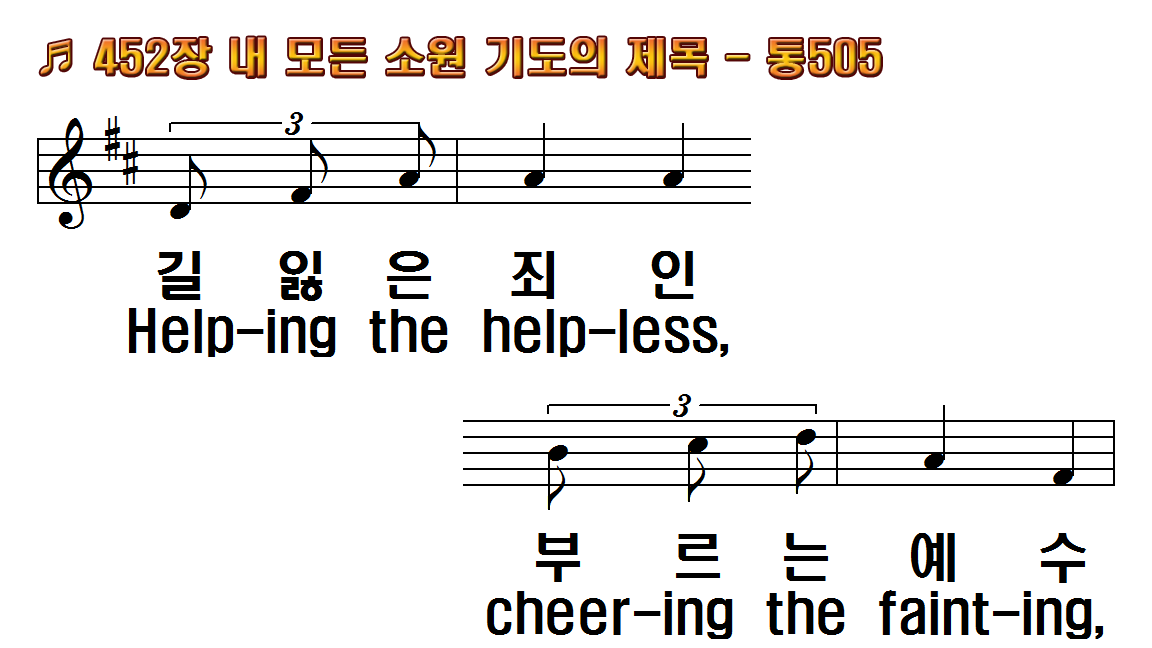 ♬ 452장 내 모든 소원 기도의 제목 - 통505
3
길 잃 은 죄 인
Help-ing the help-less,
3
부 르 는 예 수
cheer-ing the faint-ing,